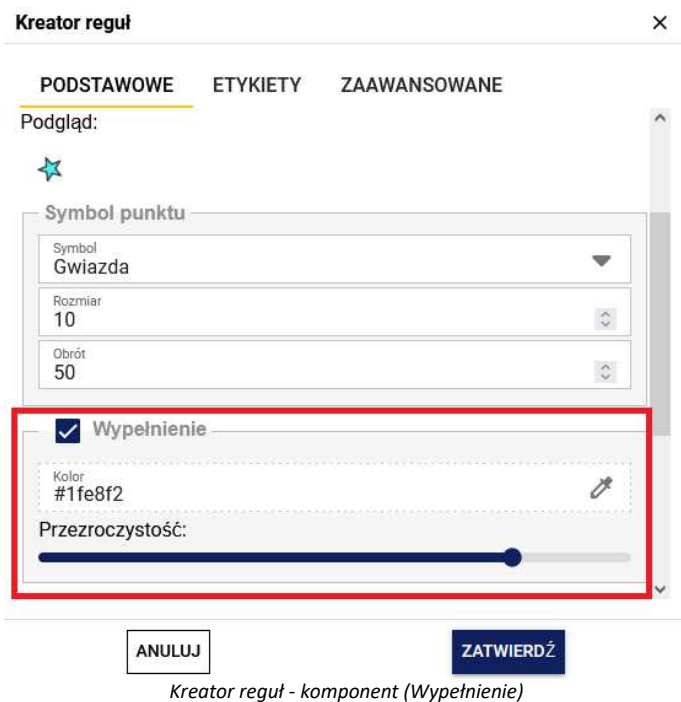 Kreator reguł
PODSTAWOWE ETYKIETY ZAAWANSOWANE
Podgląd:
Symbol punktu
Symbol
Gwiazda
Rozmiar
10
Obrót
50
Wypełnienie
Kolor
#1fe8f2
Przezroczystość:
ANULUJ ZATWIERDŹ
Kreator reguł - komponent (Wypełnienie)